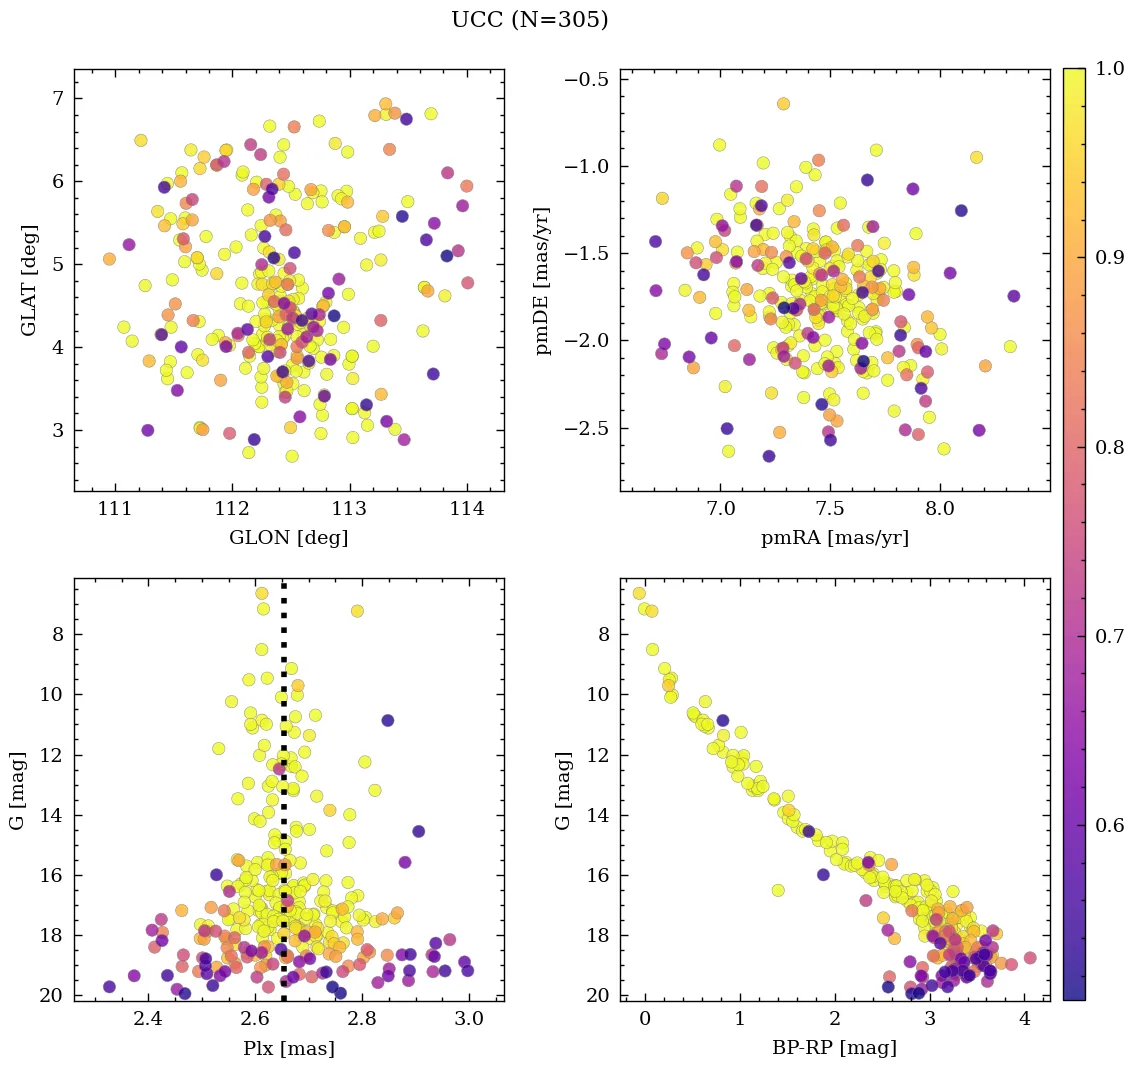 UCC (N=305)
7
6
5
4
3
GLAT [deg]
111 112 113 114
GLON [deg]
−0.5
−1.0
−1.5
−2.0
−2.5
pmDE [mas/yr]
7.0 7.5 8.0
pmRA [mas/yr]
1.0
0.9
0.8
0.7
0.6
8
10
12
14
16
18
20
G [mag]
2.4 2.6 2.8 3.0
Plx [mas]
8
10
12
14
16
18
20
G [mag]
0 1 2 3 4
BP-RP [mag]